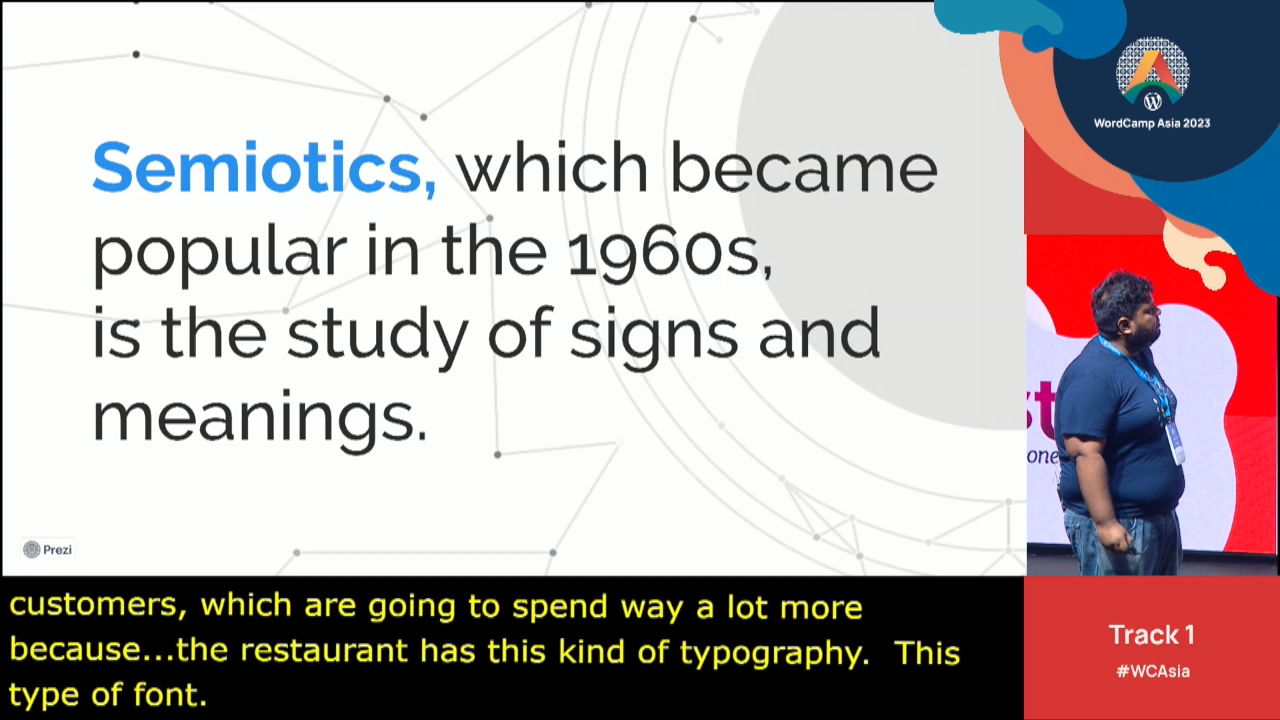 Semiotics, which became
popular in the 1960s,
is the study of signs and
meanings.
Prezi
customers, which are going to spend way a lot more
because...the restaurant has this kind of typography.  This
type of font.
WordCamp Asia 2023
st
one
Track 1
#WCAsia